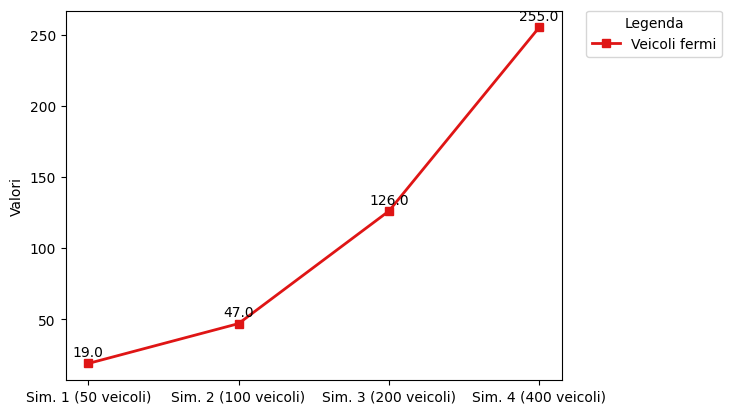 255.0
Legenda
Veicoli fermi
250
200
150
126.0
Valori
100
47.0
50
19.0
Sim. 1 (50 veicoli)
Sim. 2 (100 veicoli)
Sim. 3 (200 veicoli)
Sim. 4 (400 veicoli)